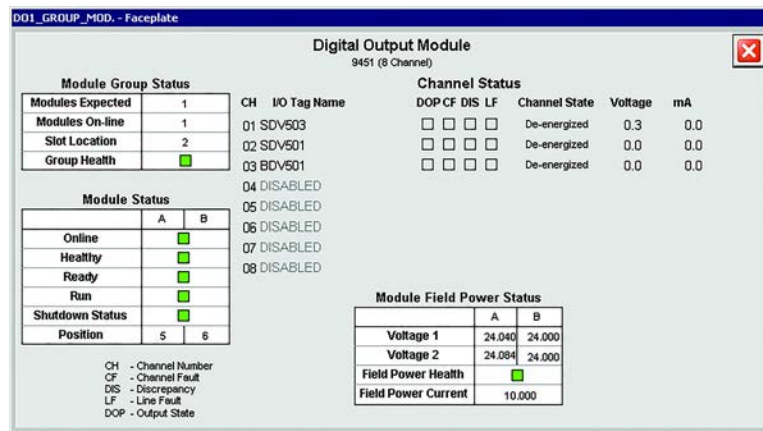 DO1_GROUP_MOD. - Faceplate
Digital Output Module
9451 (8 Channel)
Module Group Status
Modules Expected 1
Modules On-line 1
Slot Location 2
Group Health
Module Status
A B
Online
Healthy
Ready
Run
Shutdown Status
Position 5 6
CH - Channel Number
CF - Channel Fault
DIS - Discrepancy
LF - Line Fault
DOP - Output State
Channel Status
CH I/O Tag Name DOP CF DIS LF Channel State Voltage mA
01 SDV503 De-energized 0.3 0.0
02 SDV501 De-energized 0.0 0.0
03 BDV501 De-energized 0.0 0.0
04 DISABLED
05 DISABLED
06 DISABLED
07 DISABLED
08 DISABLED
Module Field Power Status
A B
Voltage 1 24.040 24.000
Voltage 2 24.084 24.000
Field Power Health
Field Power Current 10.000